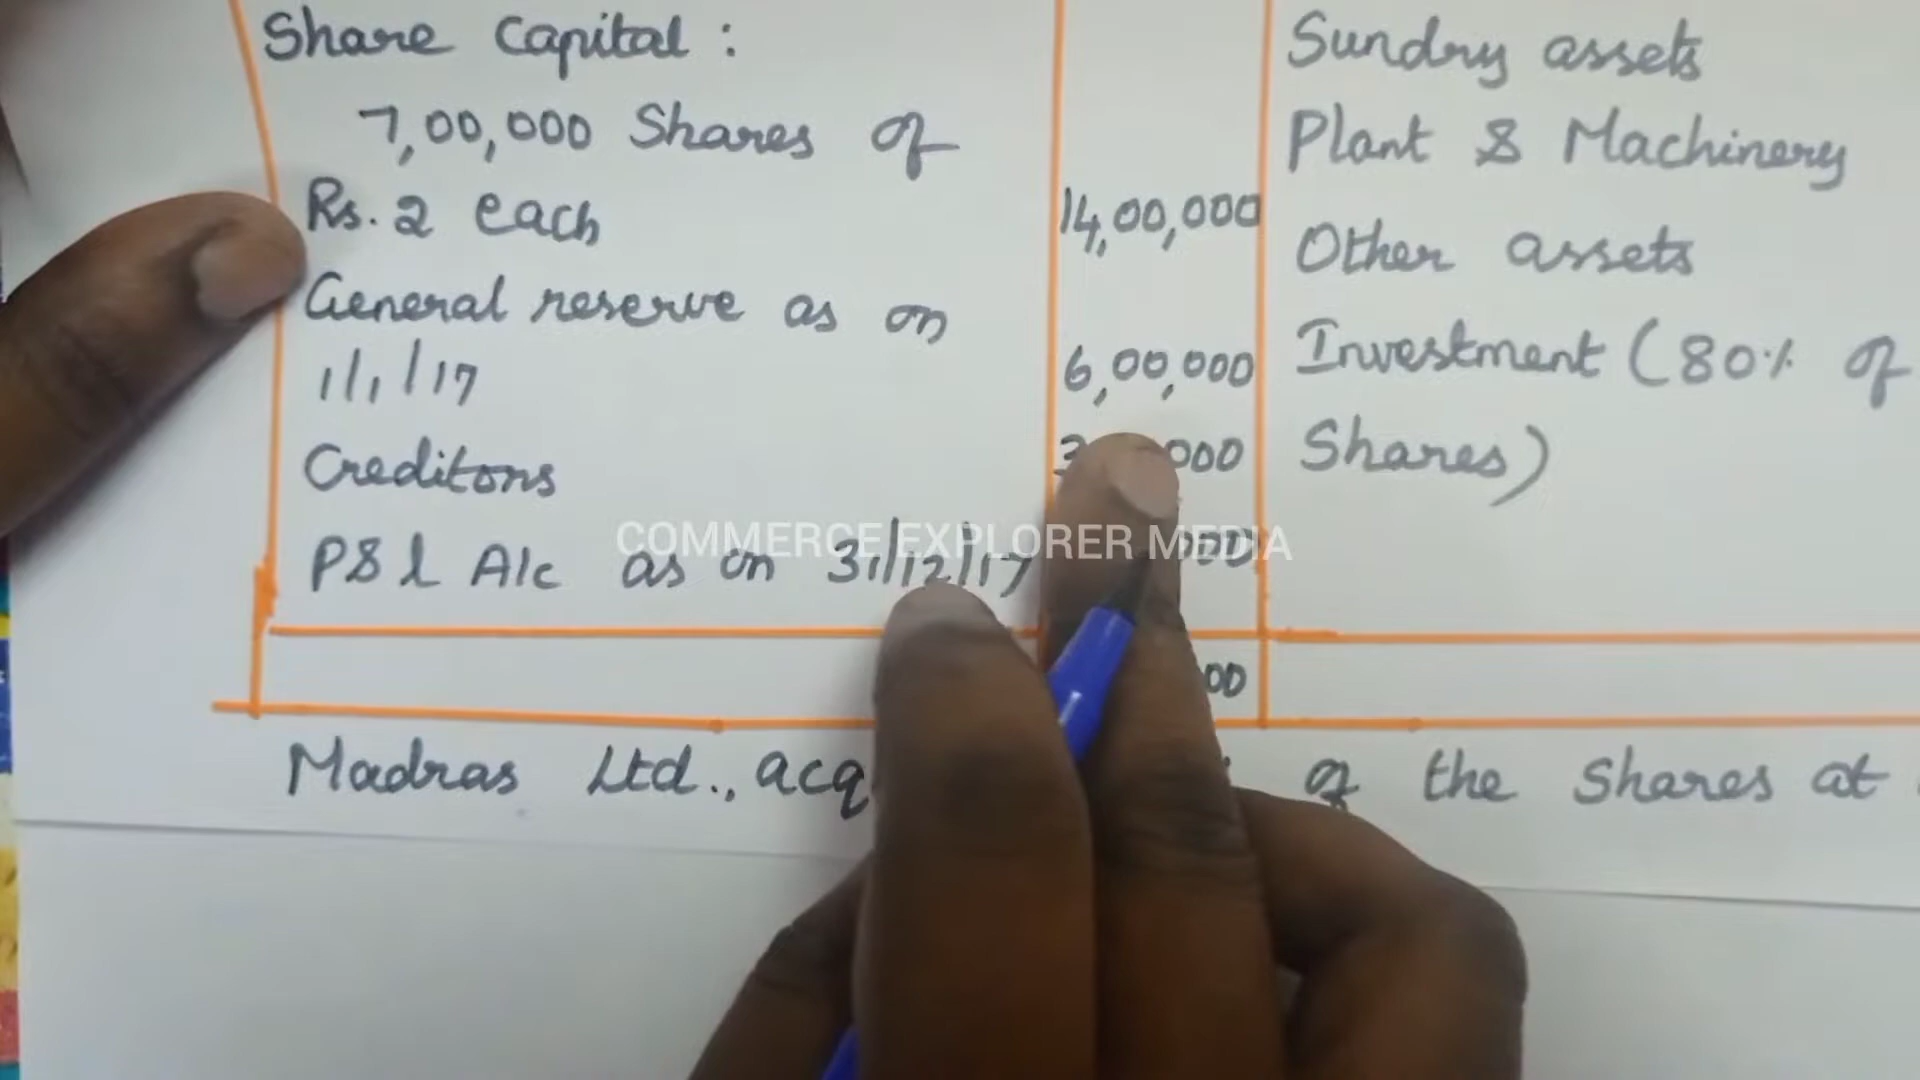 Share Capital :
7,00,000 Shares of
Rs. 2 each 14,00,000
General reserve as on
1/1/17 6,00,000
Creditors
P & L A/c as on 31/12/17
Sundry assets
Plant & Machinery
Other assets
Investment (80% of
Shares)
COMMERCE EXPLORER MEDIA
Madras Ltd., of the Shares at